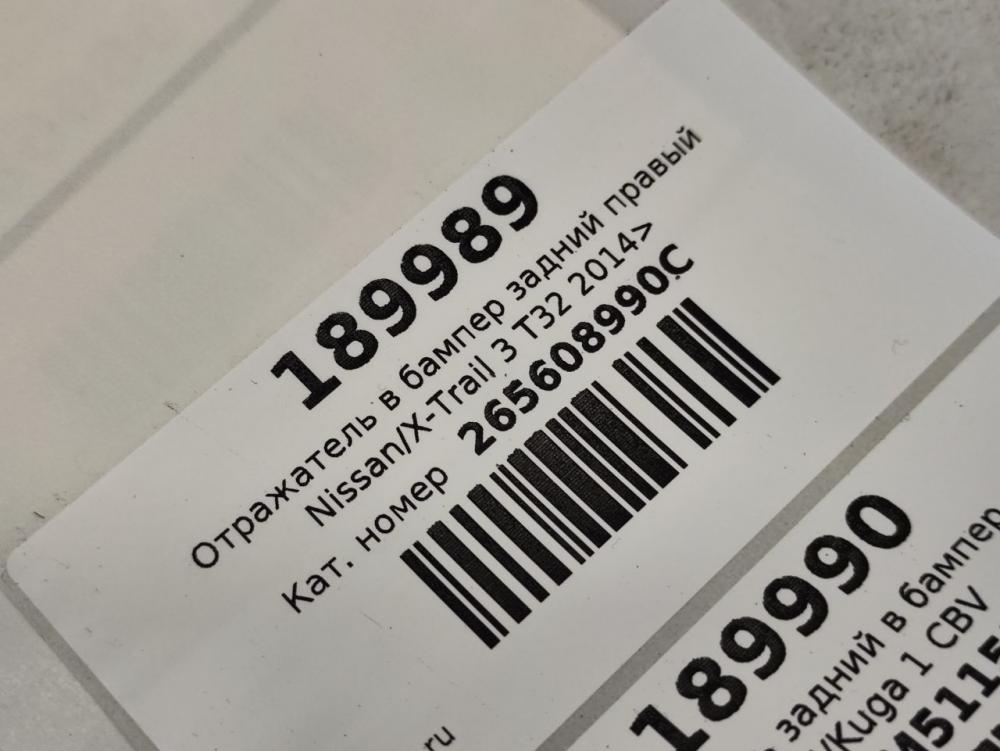 189989
Отражатель в бампер задний правый
Nissan/X-Trail 3 T32 2014>
Кат. номер 265608990C
ru
189990
задний в бампер
/Kuga 1 CBV